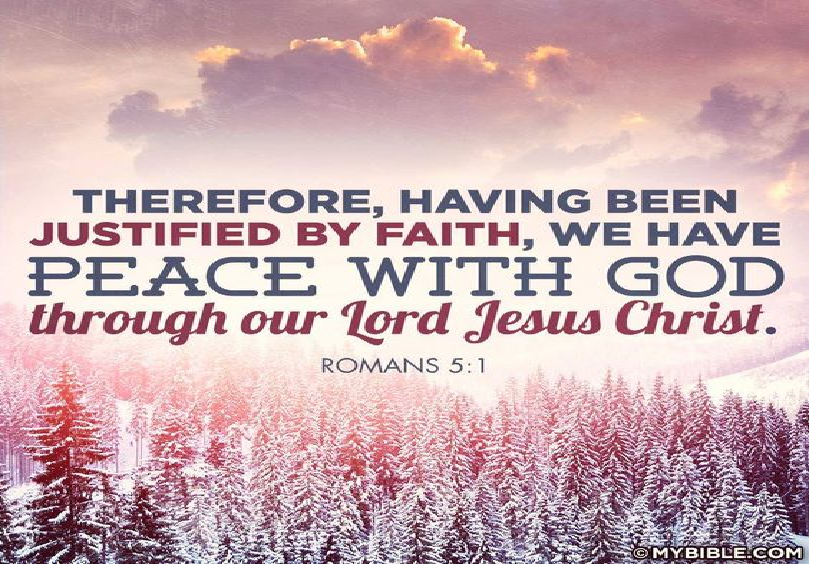 THEREFORE, HAVING BEEN
JUSTIFIED BY FAITH, WE HAVE
PEACE WITH GOD
through our Lord Jesus Christ.
ROMANS 5:1
© MYBIBLE.COM